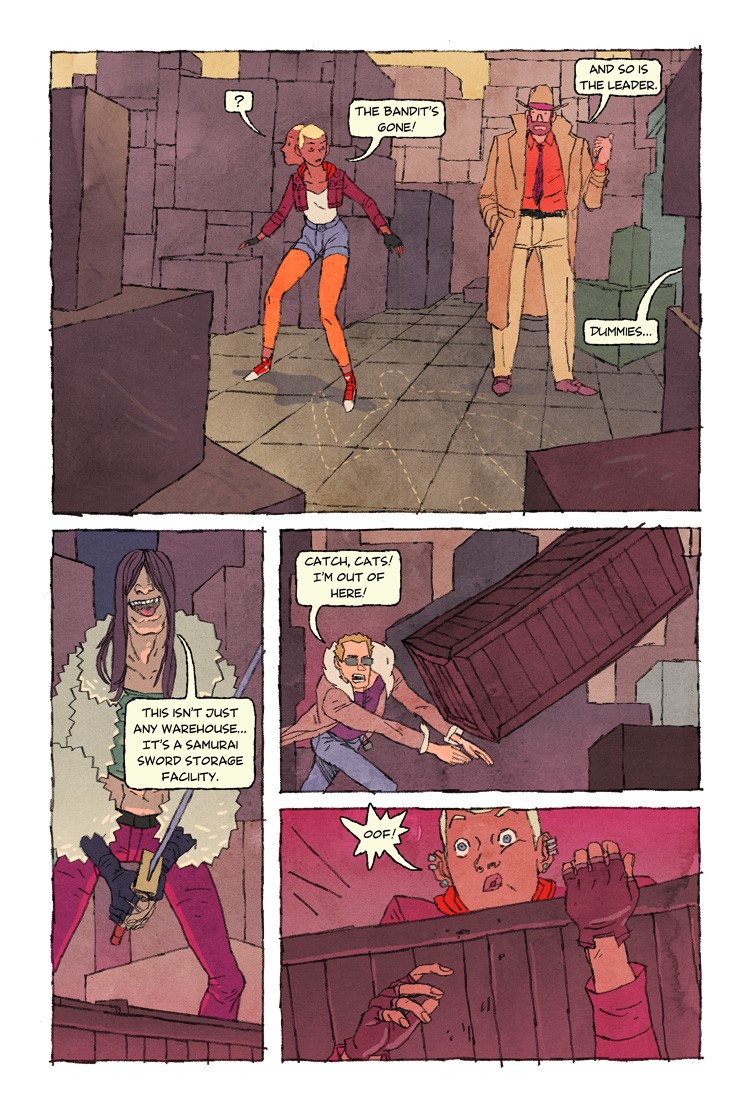 ?
THE BANDIT'S
GONE!
AND SO IS
THE LEADER.
DUMMIES...
THIS ISN'T JUST
ANY WAREHOUSE...
IT'S A SAMURAI
SWORD STORAGE
FACILITY.
CATCH, CATS!
I'M OUT OF
HERE!
OOF!